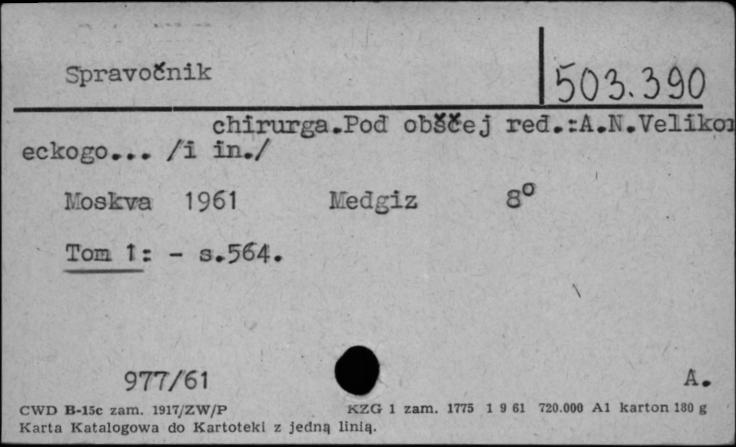 Spravočnik 503.390
chirurga.Pod obščej red.:A.N.Velikor
eckogo... /i in./
Moskva 1961 Medgiz 8º
Tom 1: - s.564.
977/61 A.
CWD B-15c zam. 1917/ZW/P KZG 1 zam. 1775 1 9 61 720.000 A1 karton 180 g
Karta Katalogowa do Kartoteki z jedną linią.